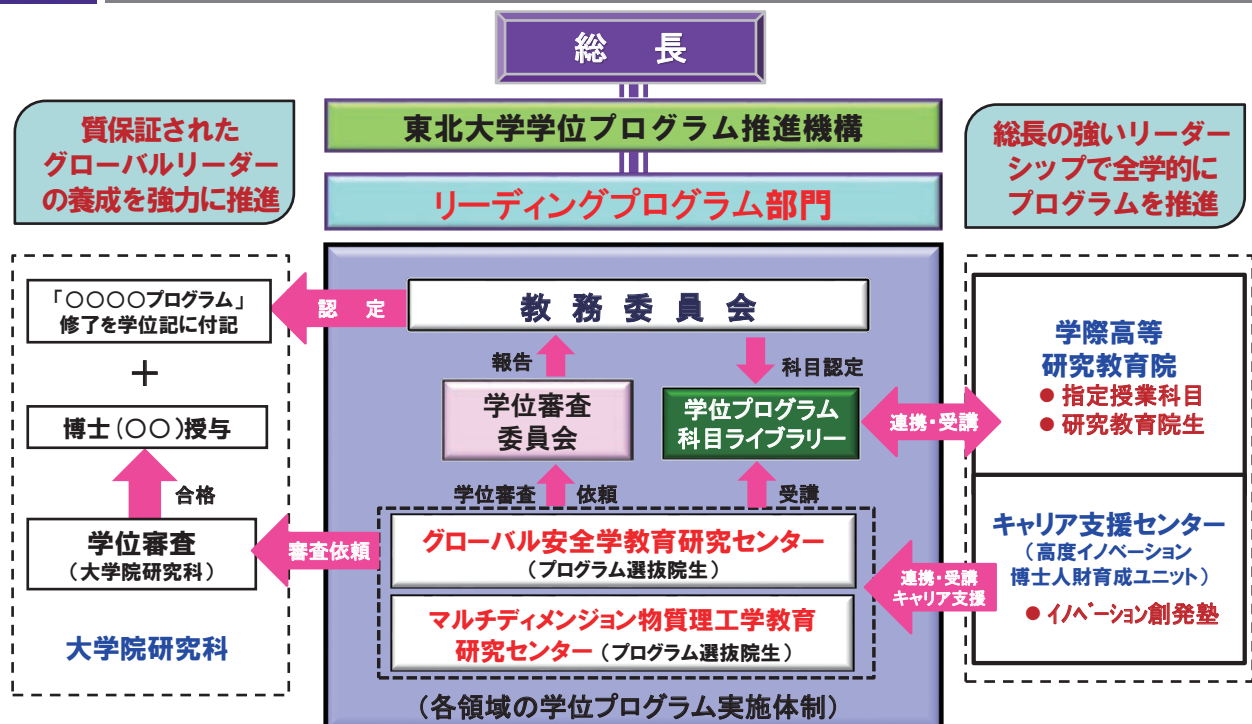 総 長
東北大学学位プログラム推進機構
リーディングプログラム部門
質保証された
グローバルリーダー
の養成を強力に推進
総長の強いリーダー
シップで全学的に
プログラムを推進
「○○○○プログラム」
修了を学位記に付記
+
博士(○○)授与
合格
学位審査
(大学院研究科)
大学院研究科
認 定
教 務 委 員 会
報告
科目認定
学位審査
委員会
学位プログラム
科目ライブラリー
学位審査 依頼
受講
審査依頼
グローバル安全学教育研究センター
(プログラム選抜院生)
マルチディメンジョン物質理工学教育
研究センター(プログラム選抜院生)
(各領域の学位プログラム実施体制)
連携・受講
連携・受講
キャリア支援
学際高等
研究教育院
● 指定授業科目
● 研究教育院生
キャリア支援センター
(高度イノベーション
博士人財育成ユニット)
● イノベーション創発塾